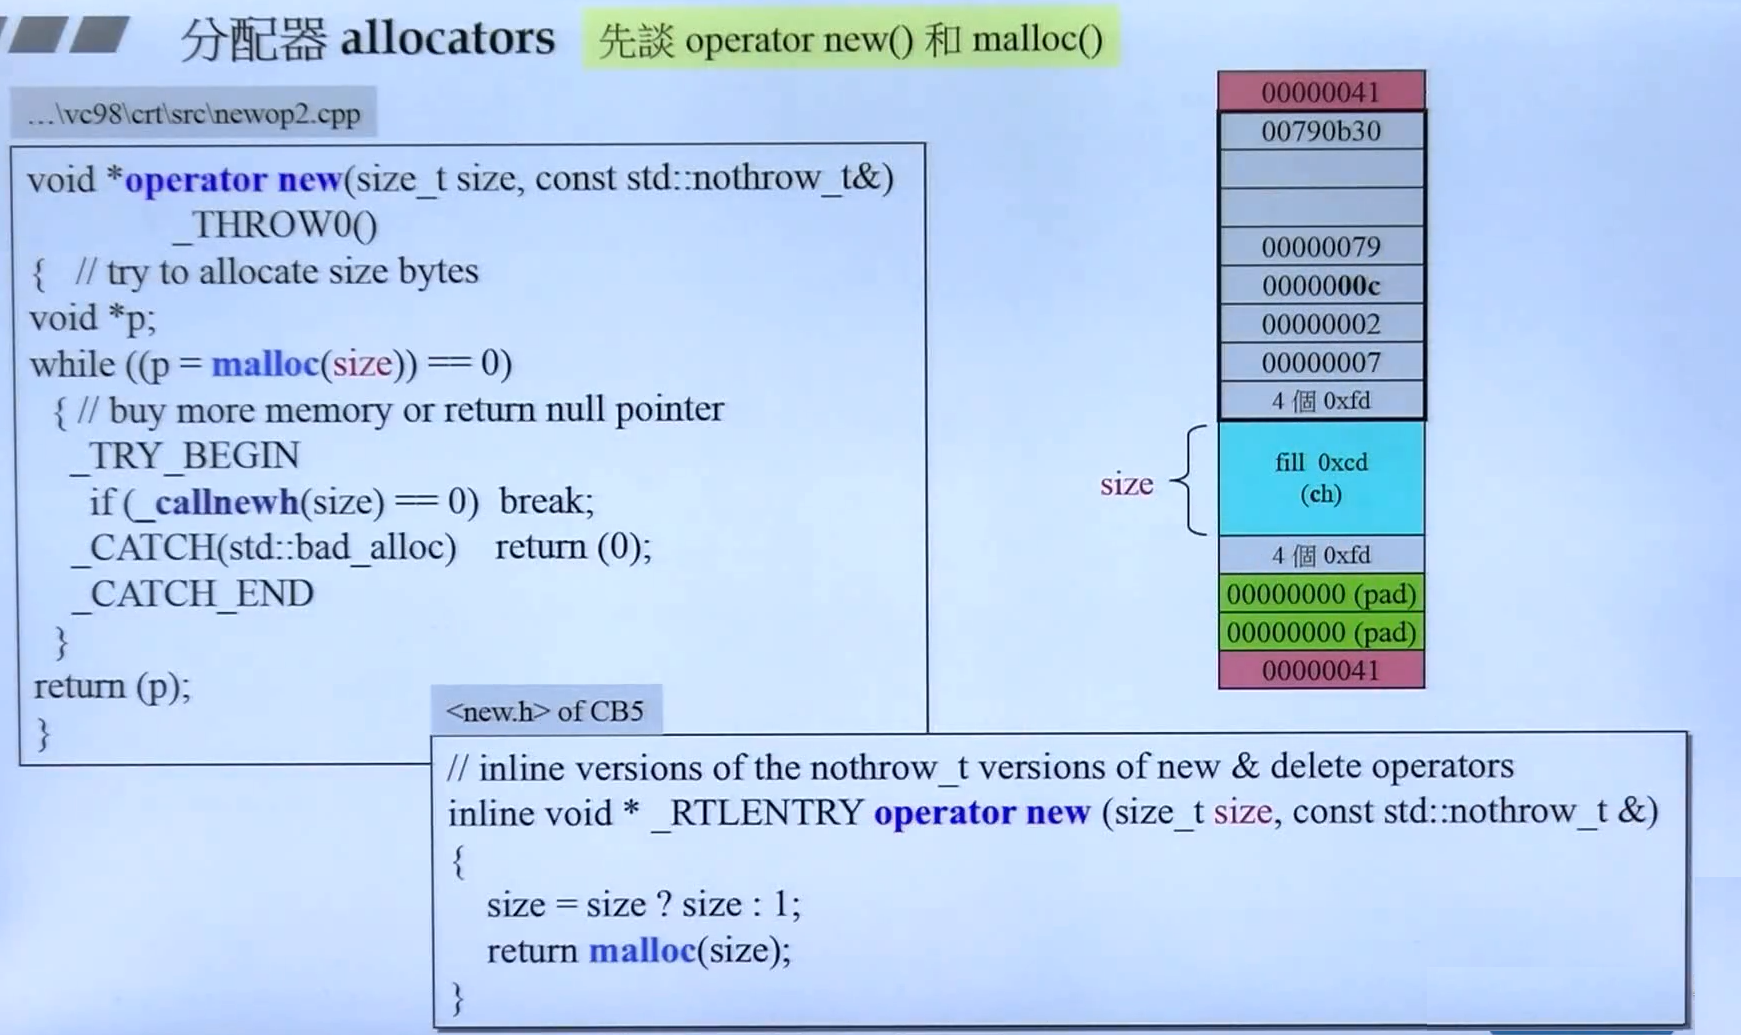 分配器 allocators
先談 operator new() 和 malloc()
...\vc98\crt\src\newop2.cpp
void *operator new(size_t size, const std::nothrow_t&)
_THROW0()
{ // try to allocate size bytes
void *p;
while ((p = malloc(size)) == 0)
{ // buy more memory or return null pointer
_TRY_BEGIN
if (_callnewh(size) == 0) break;
_CATCH(std::bad_alloc) return (0);
_CATCH_END
}
return (p);
}
<new.h> of CB5
// inline versions of the nothrow_t versions of new & delete operators
inline void * _RTLENTRY operator new (size_t size, const std::nothrow_t &)
{
size = size ? size : 1;
return malloc(size);
}
00000041
00790b30
00000079
0000000c
00000002
00000007
4 個 0xfd
size
fill 0xcd
(ch)
4 個 0xfd
00000000 (pad)
00000000 (pad)
00000041